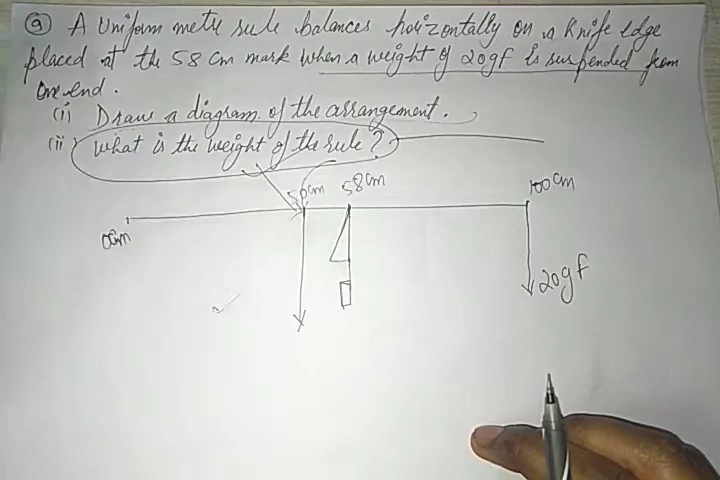 ⑨ A Uniform metre rule balances horizontally on a Knife edge
placed at the 58 cm mark when a weight of 20gf is suspended from
one end.
(i) Draw a diagram of the arrangement.
(ii) What is the weight of the rule?
50cm 58cm 100cm
0cm
20gf